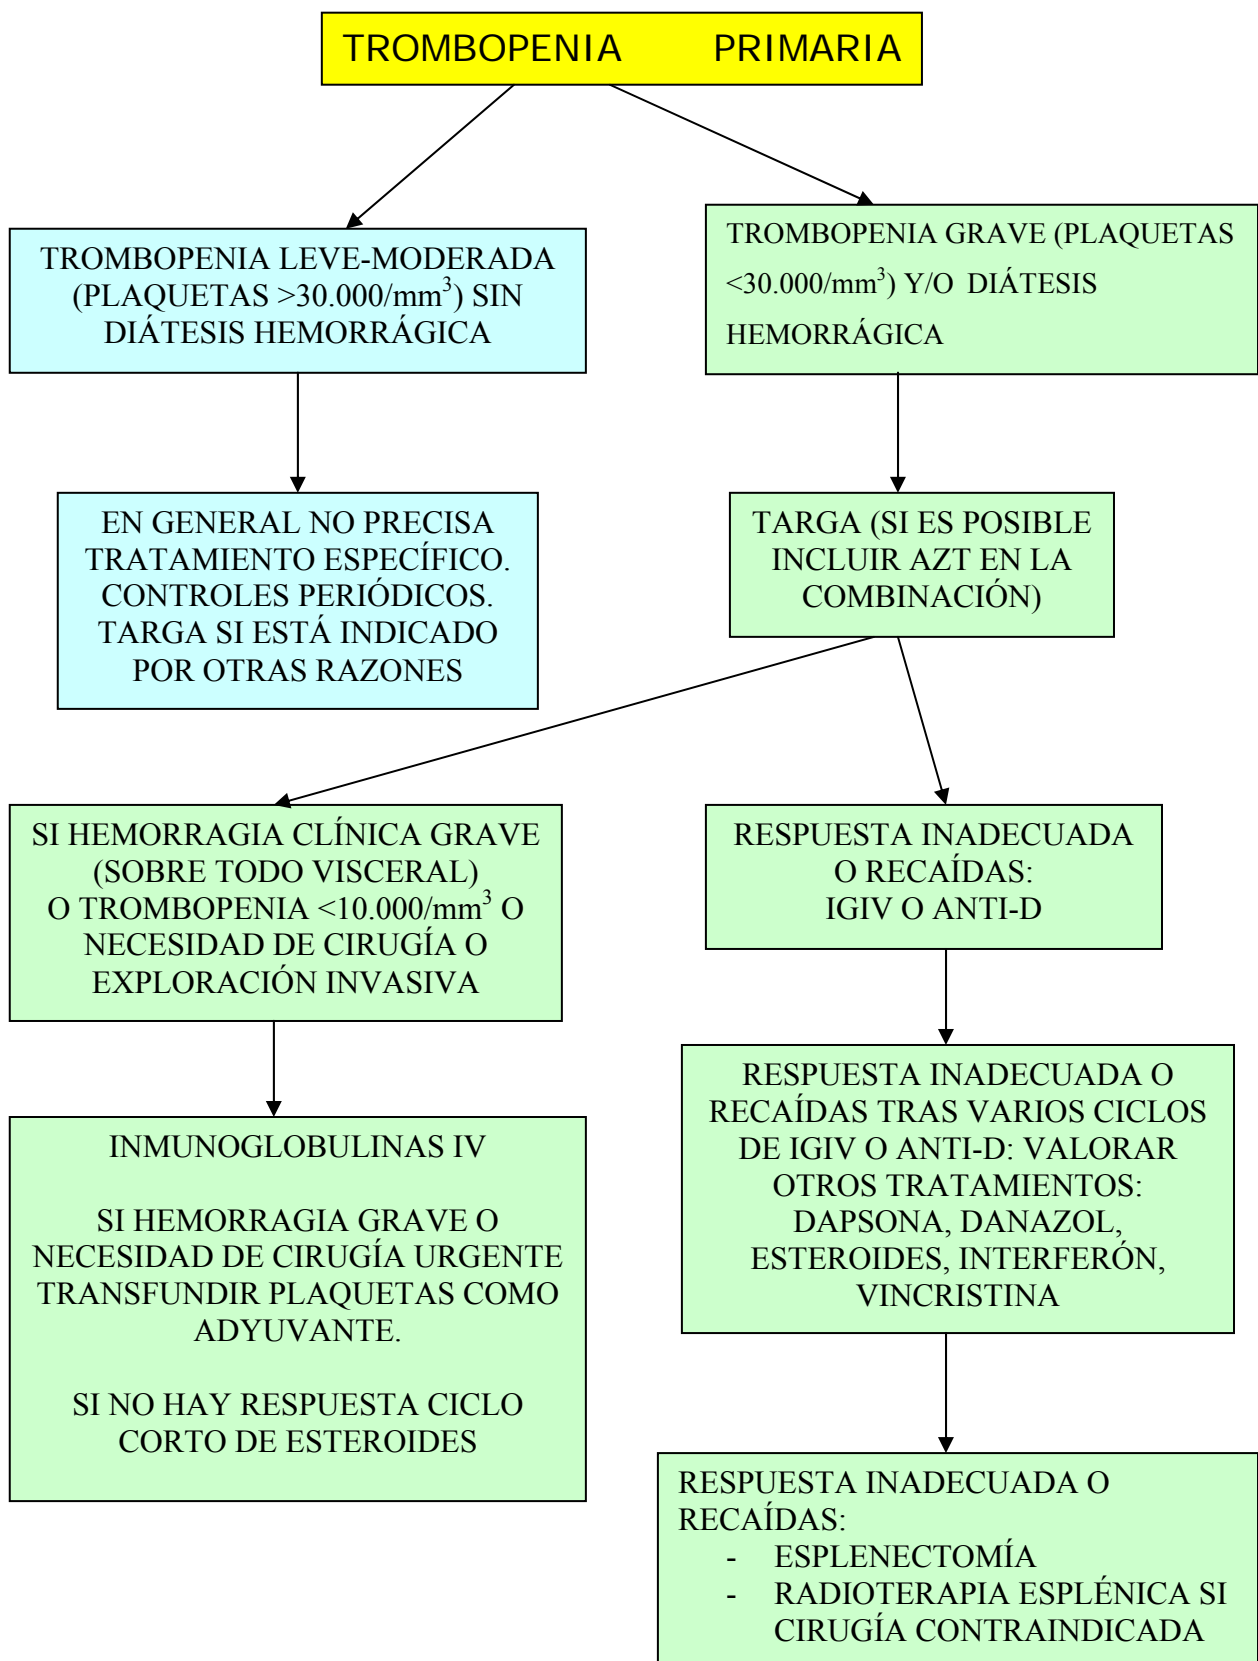 TROMBOPENIA PRIMARIA
TROMBOPENIA LEVE-MODERADA
(PLAQUETAS >30.000/mm³) SIN
DIÁTESIS HEMORRÁGICA
TROMBOPENIA GRAVE (PLAQUETAS
<30.000/mm³) Y/O DIÁTESIS
HEMORRÁGICA
EN GENERAL NO PRECISA
TRATAMIENTO ESPECÍFICO.
CONTROLES PERIÓDICOS.
TARGA SI ESTÁ INDICADO
POR OTRAS RAZONES
TARGA (SI ES POSIBLE
INCLUIR AZT EN LA
COMBINACIÓN)
SI HEMORRAGIA CLÍNICA GRAVE
(SOBRE TODO VISCERAL)
O TROMBOPENIA <10.000/mm³ O
NECESIDAD DE CIRUGÍA O
EXPLORACIÓN INVASIVA
RESPUESTA INADECUADA
O RECAÍDAS:
IGIV O ANTI-D
INMUNOGLOBULINAS IV
SI HEMORRAGIA GRAVE O
NECESIDAD DE CIRUGÍA URGENTE
TRANSFUNDIR PLAQUETAS COMO
ADYUVANTE.
SI NO HAY RESPUESTA CICLO
CORTO DE ESTEROIDES
RESPUESTA INADECUADA O
RECAÍDAS TRAS VARIOS CICLOS
DE IGIV O ANTI-D: VALORAR
OTROS TRATAMIENTOS:
DAPSONA, DANAZOL,
ESTEROIDES, INTERFERÓN,
VINCRISTINA
RESPUESTA INADECUADA O
RECAÍDAS:
- ESPLENECTOMÍA
- RADIOTERAPIA ESPLÉNICA SI
CIRUGÍA CONTRAINDICADA